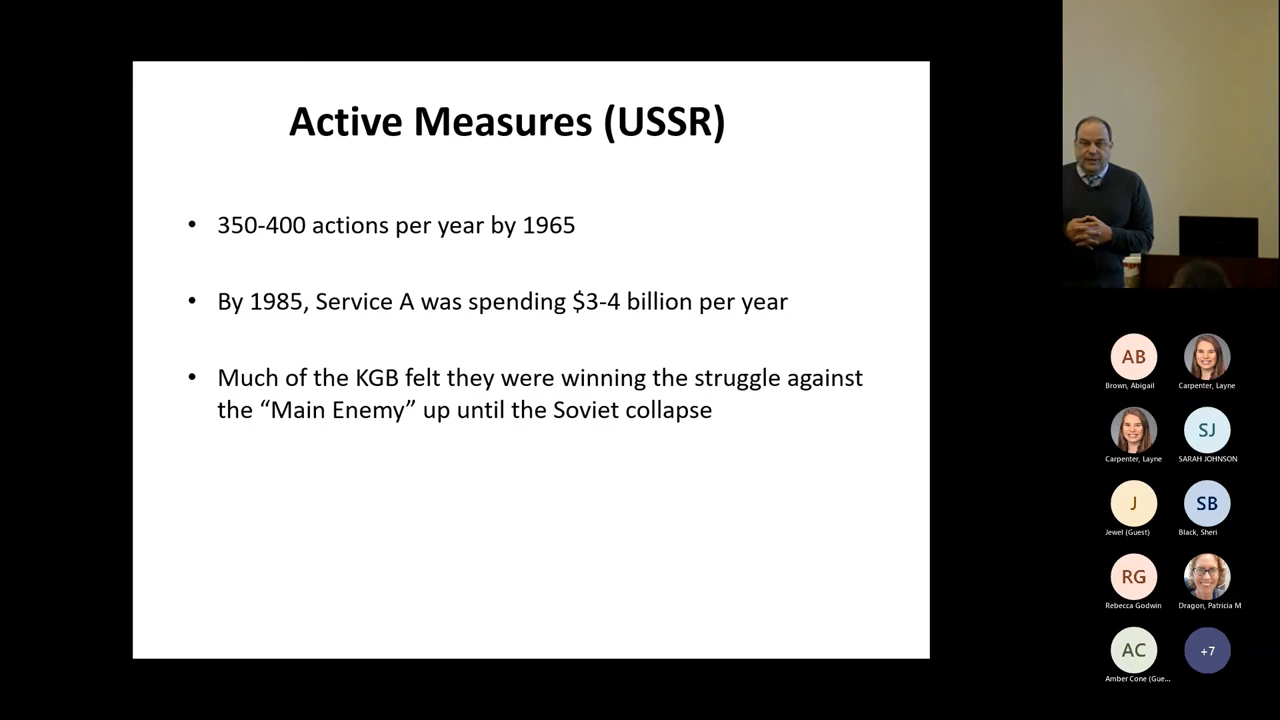 Active Measures (USSR)
• 350-400 actions per year by 1965
• By 1985, Service A was spending $3-4 billion per year
• Much of the KGB felt they were winning the struggle against
the “Main Enemy” up until the Soviet collapse
AB
Brown, Abigail
Carpenter, Layne
Carpenter, Layne
SJ
SARAH JOHNSON
J
Jewel (Guest)
SB
Black, Sheri
RG
Rebecca Godwin
Dragon, Patricia M
AC
Amber Cone (Gue...
+7